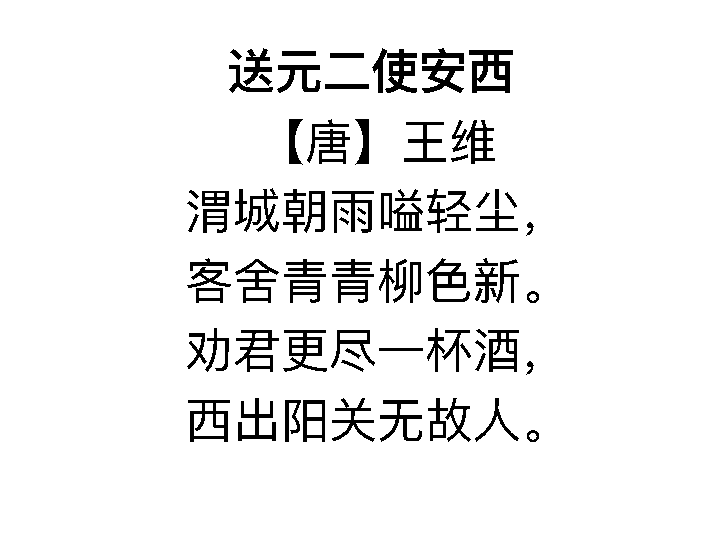 送元二使安西
【唐】王维
渭城朝雨嗌轻尘，
客舍青青柳色新。
劝君更尽一杯酒，
西出阳关无故人。